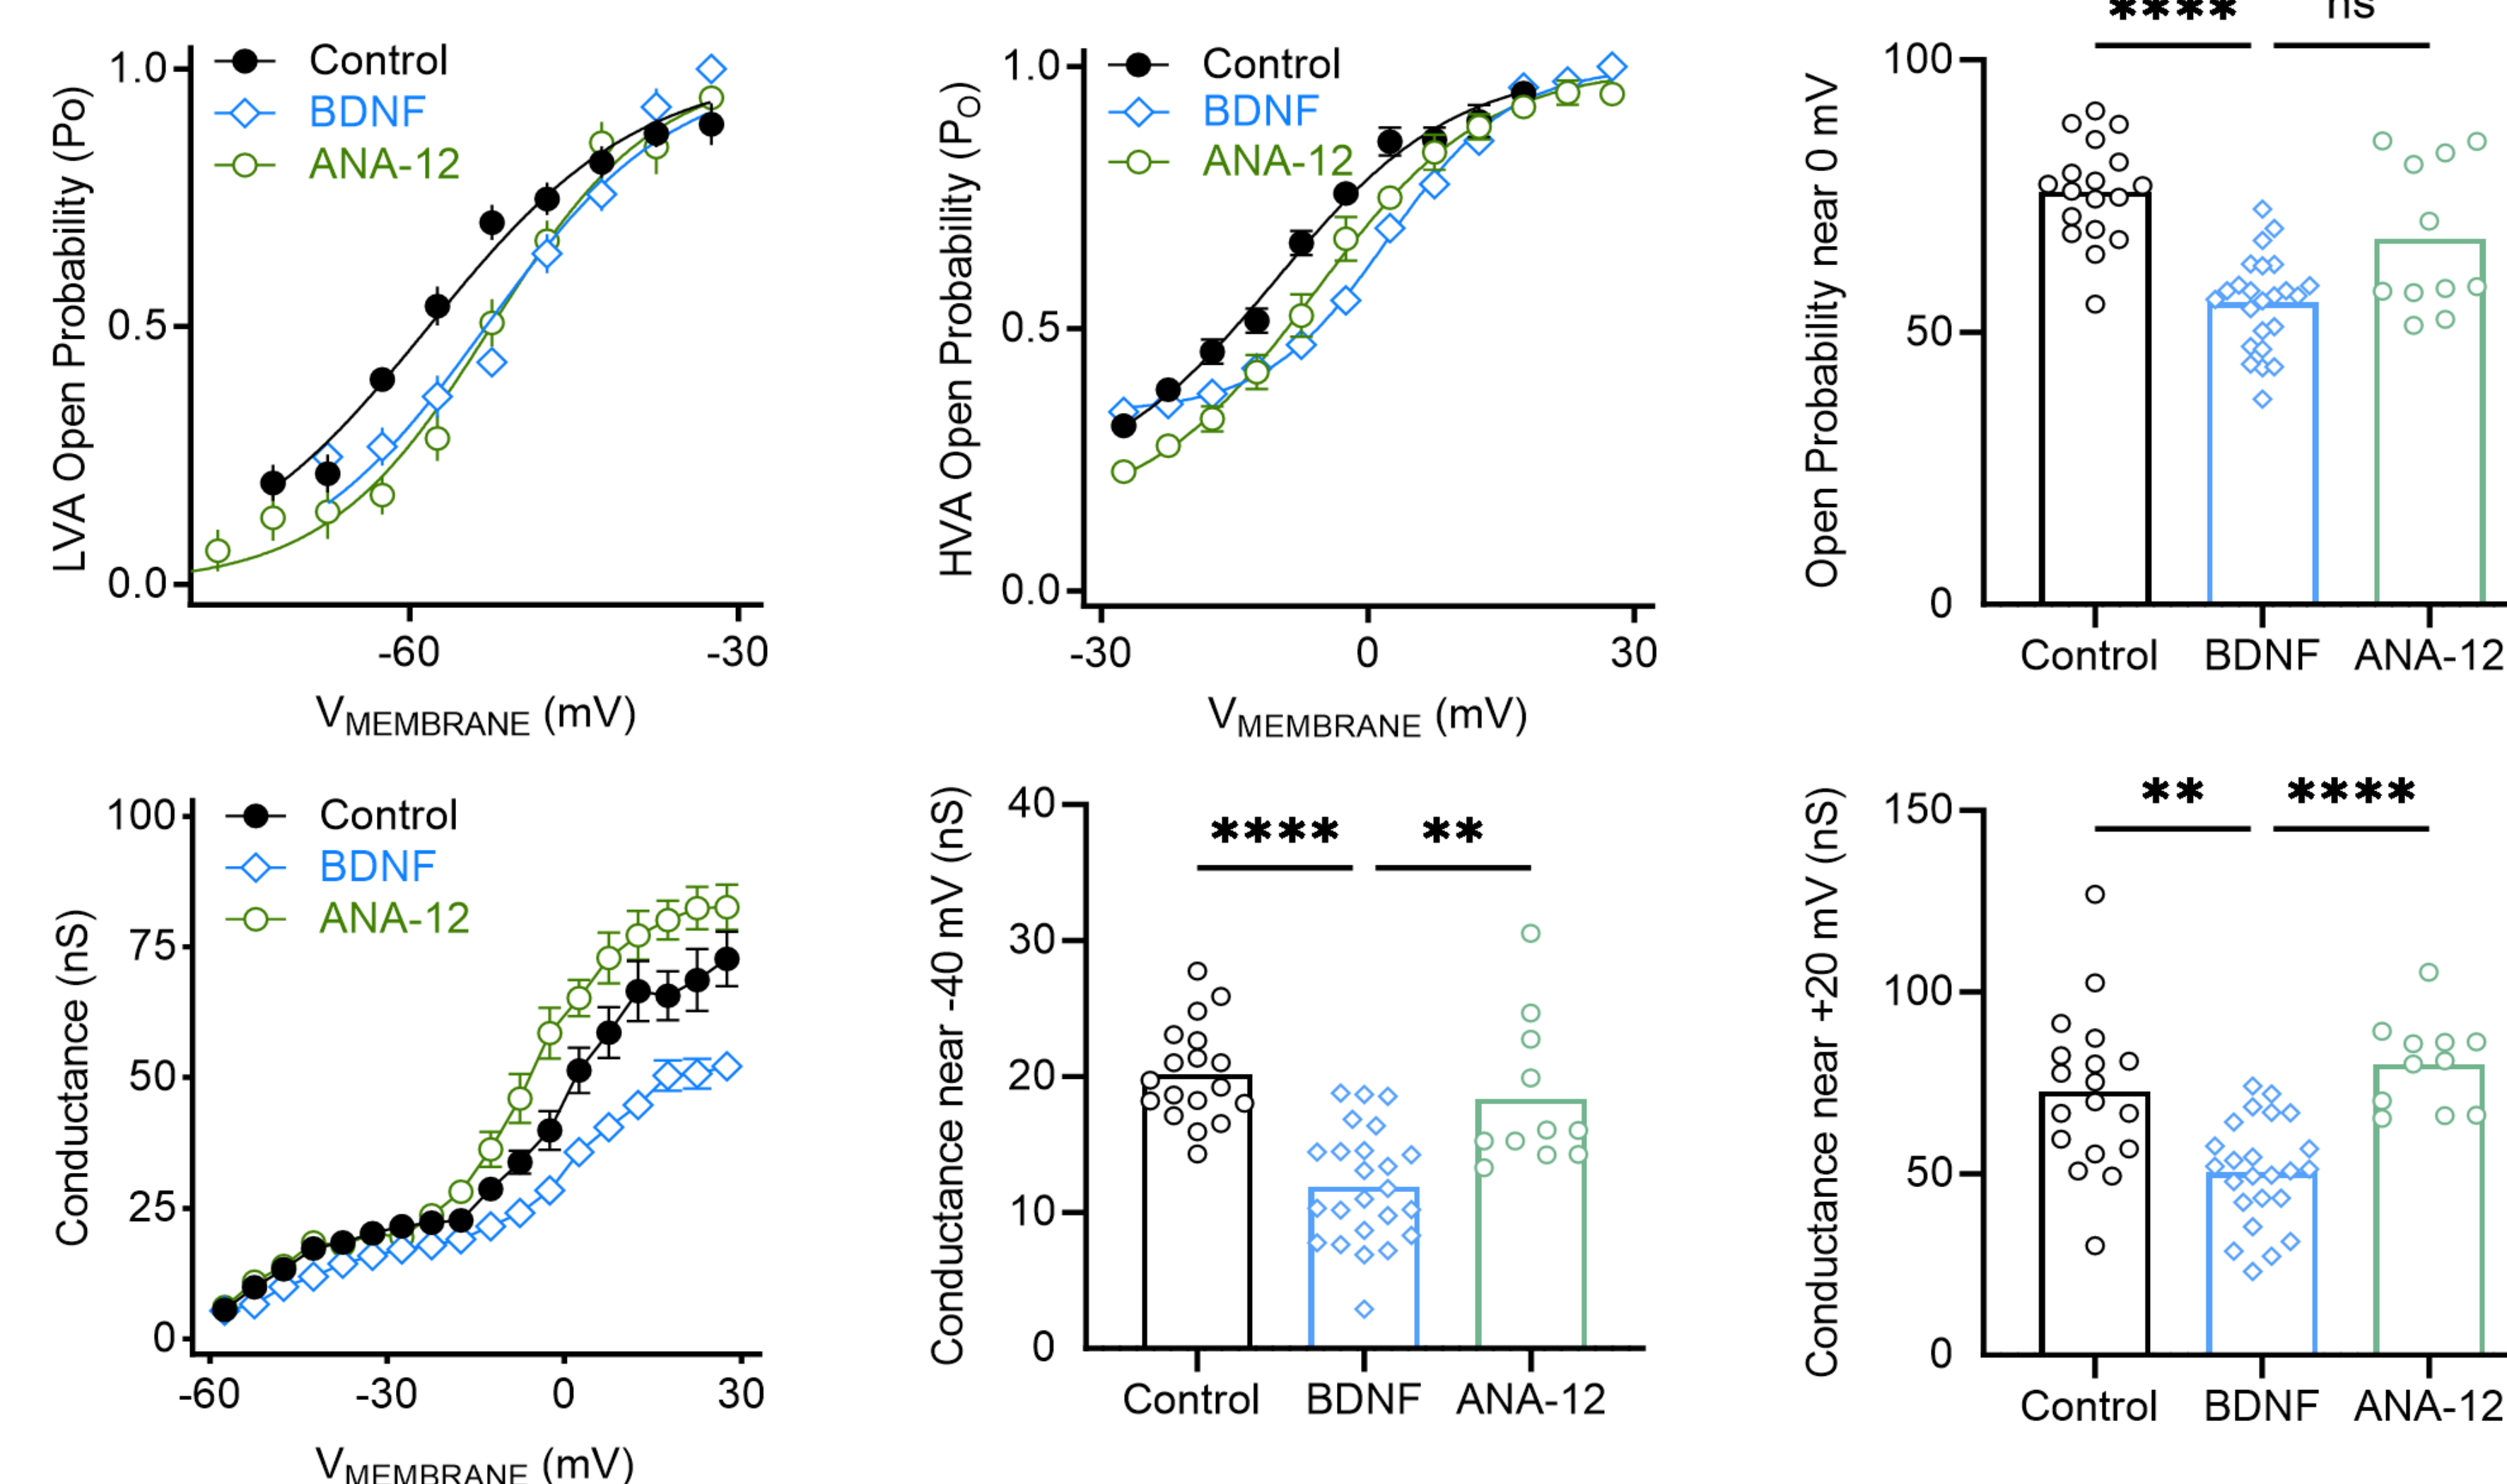 LVA Open Probability (Po)
1.0
0.5
0.0
Control
BDNF
ANA-12
-60
-30
VMEMBRANE (mV)
HVA Open Probability (PO)
1.0
0.5
0.0
Control
BDNF
ANA-12
-30
0
30
VMEMBRANE (mV)
Open Probability near 0 mV
**** ns
100
50
0
Control BDNF ANA-12
Conductance (nS)
100
75
50
25
0
Control
BDNF
ANA-12
-60 -30 0 30
VMEMBRANE (mV)
Conductance near -40 mV (nS)
40
30
20
10
0
**** **
Control BDNF ANA-12
Conductance near +20 mV (nS)
150
100
50
0
** ****
Control BDNF ANA-12